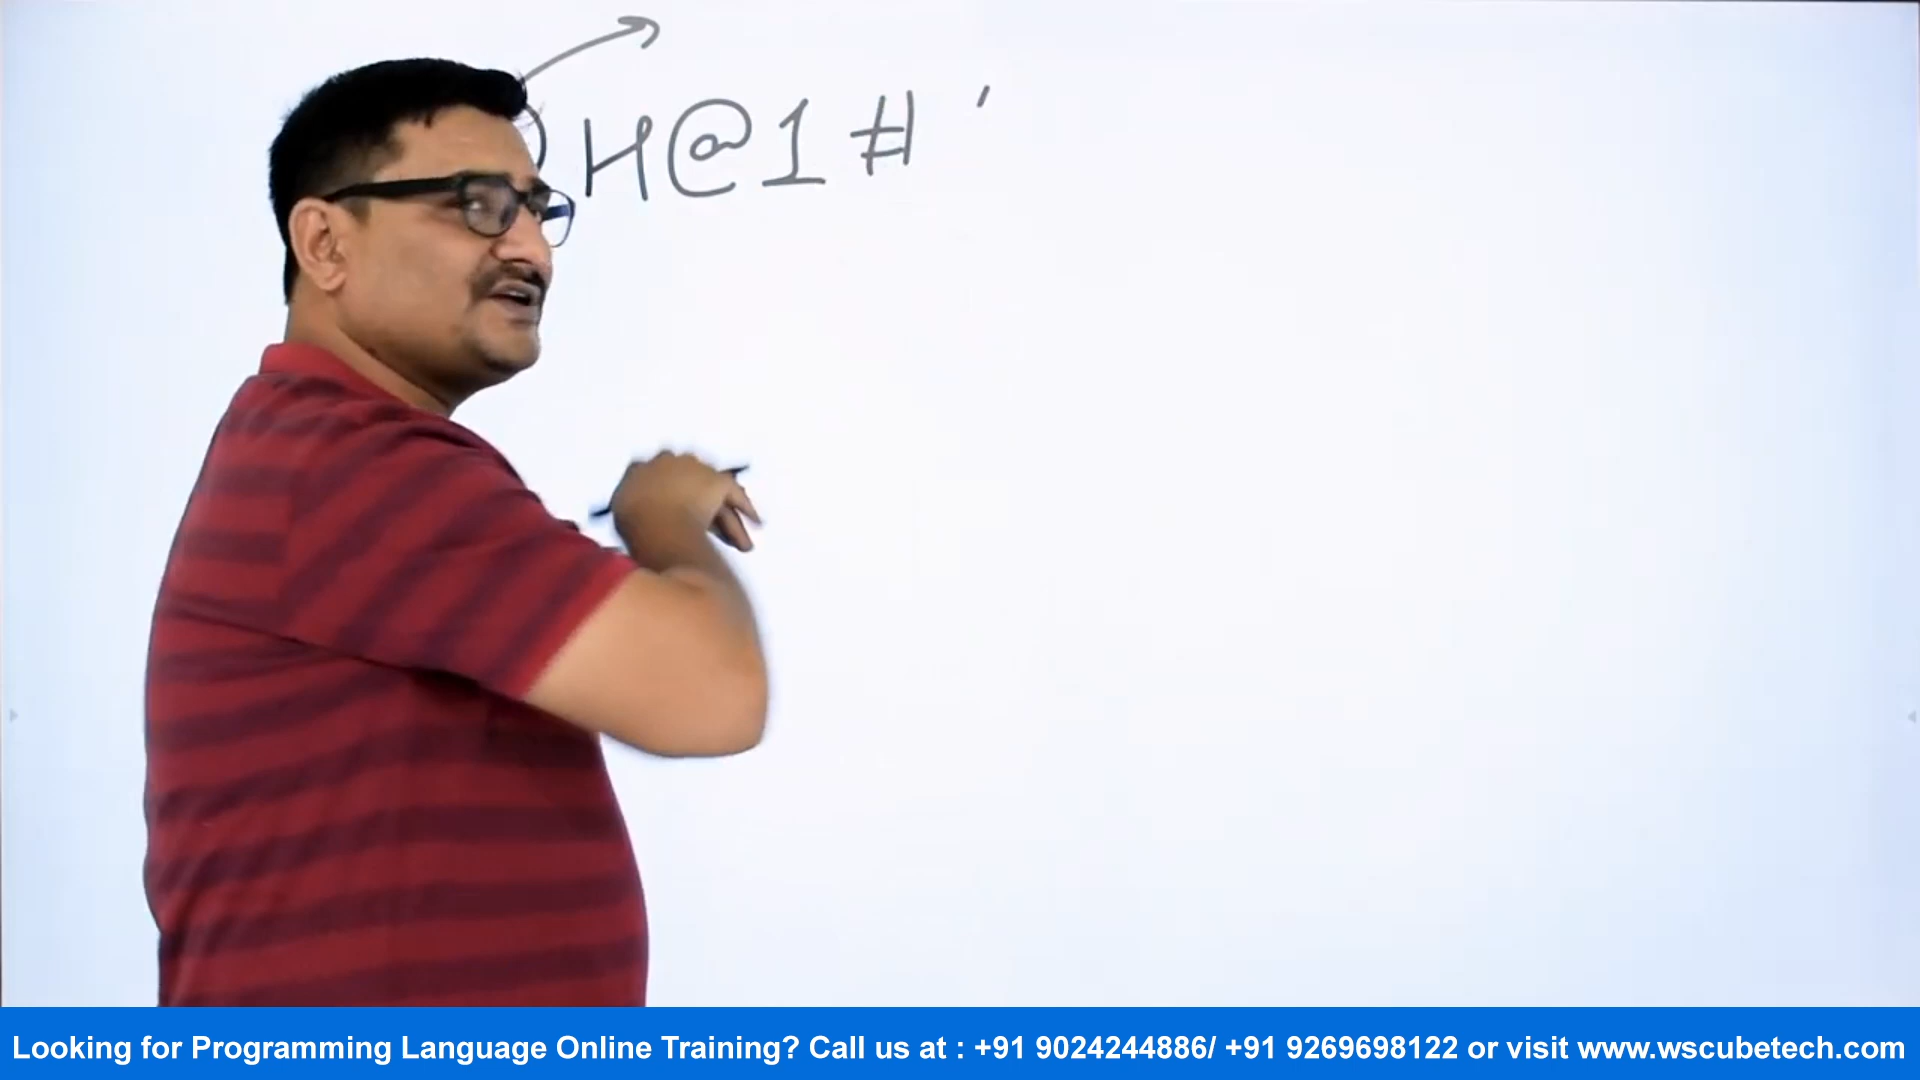 H@1# '
Looking for Programming Language Online Training? Call us at : +91 9024244886/ +91 9269698122 or visit www.wscubetech.com